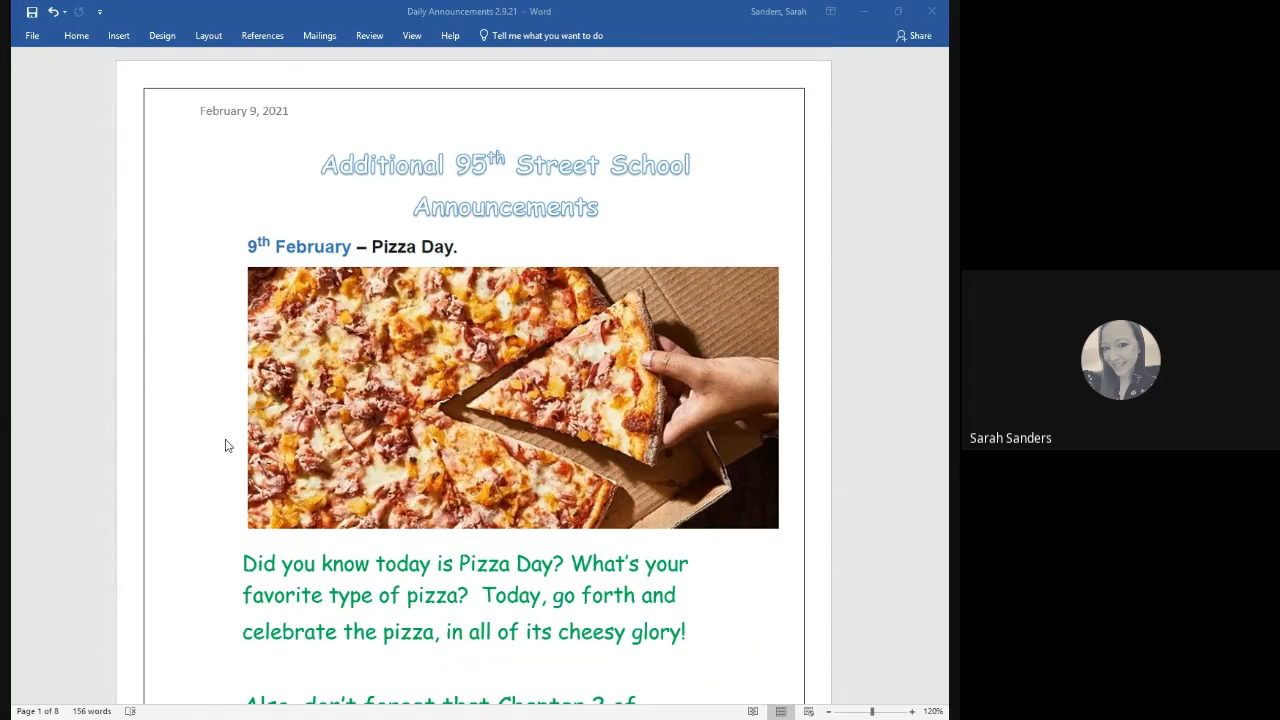 Daily Announcements 2.9.21 - Word
Sanders, Sarah
File Home Insert Design Layout References Mailings Review View Help Tell me what you want to do Share
February 9, 2021
Additional 95th Street School
Announcements
9th February – Pizza Day.
Did you know today is Pizza Day? What's your
favorite type of pizza? Today, go forth and
celebrate the pizza, in all of its cheesy glory!
Also, don't forget that Chapter 2 of
Sarah Sanders
Page 1 of 8 156 words 120%